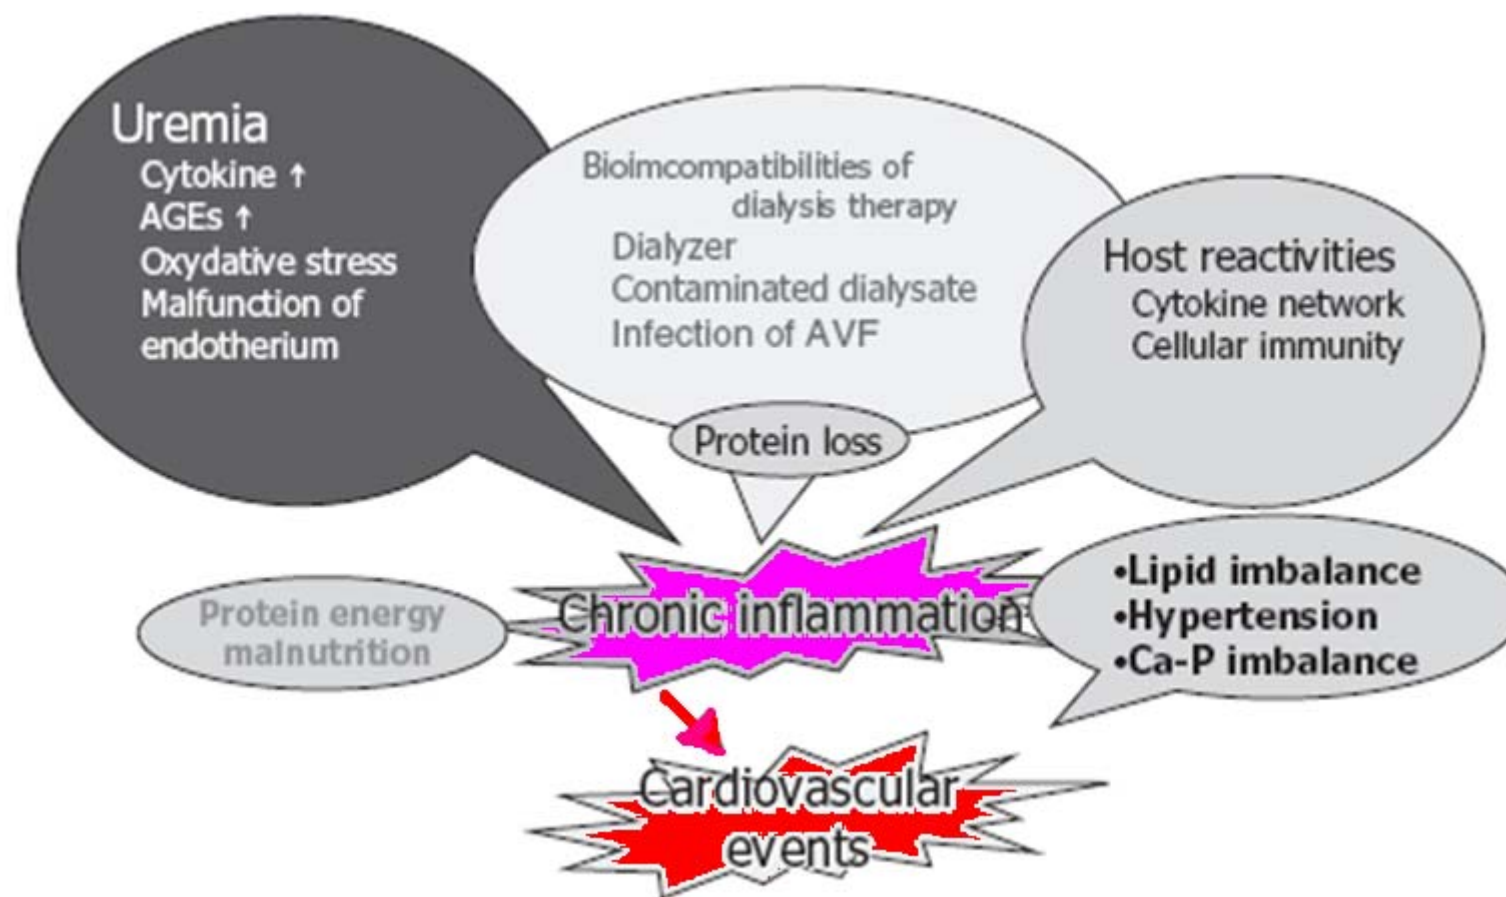 Uremia
Cytokine ↑
AGEs ↑
Oxydative stress
Malfunction of
endotherium
Bioimcompatibilities of
dialysis therapy
Dialyzer
Contaminated dialysate
Infection of AVF
Host reactivities
Cytokine network
Cellular immunity
Protein loss
Protein energy
malnutrition
Chronic inflammation
•Lipid imbalance
•Hypertension
•Ca-P imbalance
Cardiovascular
events